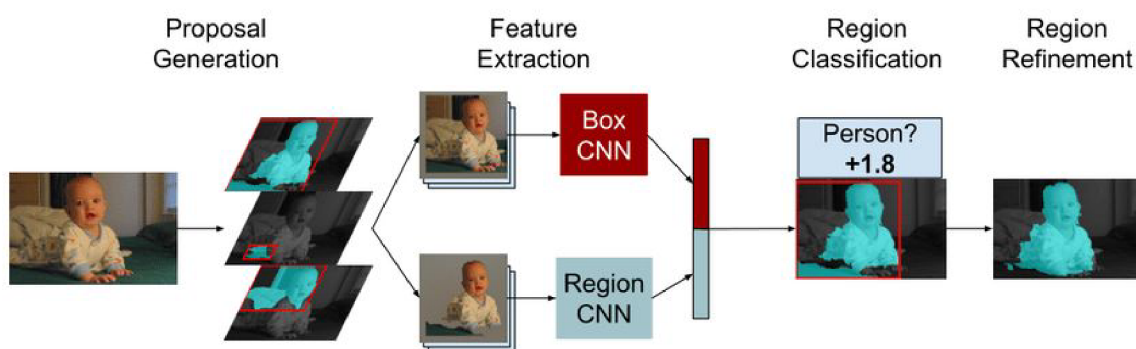 Proposal
Generation
Feature
Extraction
Region
Classification
Region
Refinement
Box
CNN
Person?
+1.8
Region
CNN